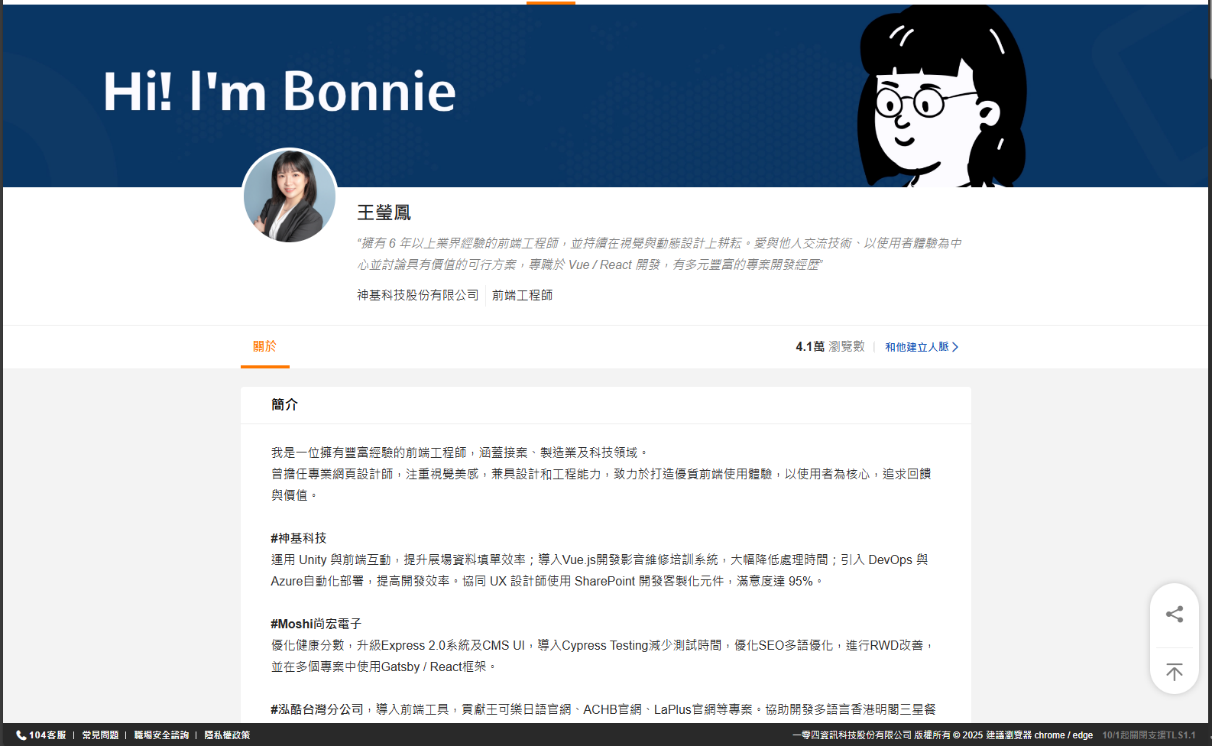 Hi! I'm Bonnie
王瑩鳳
"擁有 6 年以上業界經驗的前端工程師，並持續在視覺與動態設計上耕耘。愛與他人交流技術、以使用者體驗為中
心並討論具有價值的可行方案，專職於 Vue / React 開發，有多元豐富的專案開發經歷"
神基科技股份有限公司 前端工程師
關於
4.1萬 瀏覽數 | 和他建立人脈
簡介
我是一位擁有豐富經驗的前端工程師，涵蓋接案、製造業及科技領域。
曾擔任專業網頁設計師，注重視覺美感，兼具設計和工程能力，致力於打造優質前端使用體驗，以使用者為核心，追求回饋
與價值。
#神基科技
運用 Unity 與前端互動，提升展場資料填單效率；導入Vue.js開發影音維修培訓系統，大幅降低處理時間；引入 DevOps 與
Azure自動化部署，提高開發效率。協同 UX 設計師使用 SharePoint 開發客製化元件，滿意度達 95%。
#Moshi尚宏電子
優化健康分數，升級Express 2.0系統及CMS UI，導入Cypress Testing減少測試時間，優化SEO多語優化，進行RWD改善，
並在多個專案中使用Gatsby / React框架。
#泓酷台灣分公司，導入前端工具，貢獻王可樂日語官網、ACHB官網、LaPlus官網等專案。協助開發多語言香港明閣三星餐
104客服 | 常見問題 | 職場安全諮詢 | 隱私權政策
一零四資訊科技股份有限公司 版權所有 © 2025 建議瀏覽器 chrome / edge 10/1起關閉支援TLS1.1